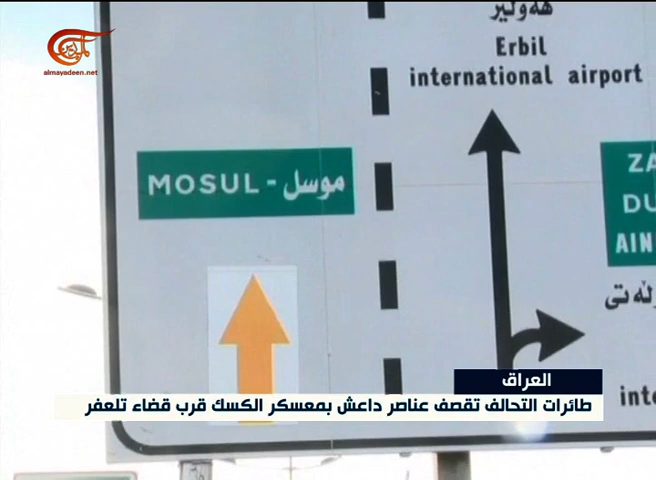 almayadeen.net
هەولێر
Erbil
international airport
MOSUL - موسل
ZA
DU
AIN
العراق
طائرات التحالف تقصف عناصر داعش بمعسكر الكسك قرب قضاء تلعفر